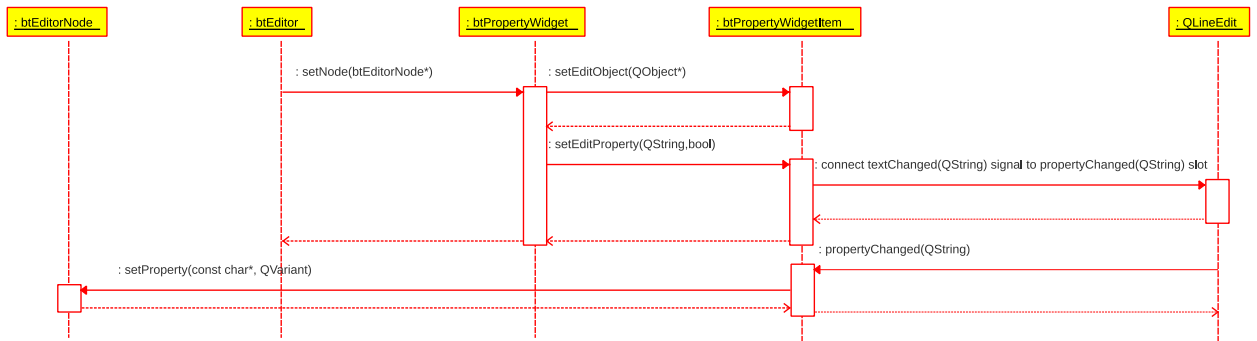 : btEditorNode
: btEditor
: btPropertyWidget
: btPropertyWidgetItem
: QLineEdit
: setNode(btEditorNode*)
: setEditObject(QObject*)
: setEditProperty(QString,bool)
: connect textChanged(QString) signal to propertyChanged(QString) slot
: propertyChanged(QString)
: setProperty(const char*, QVariant)